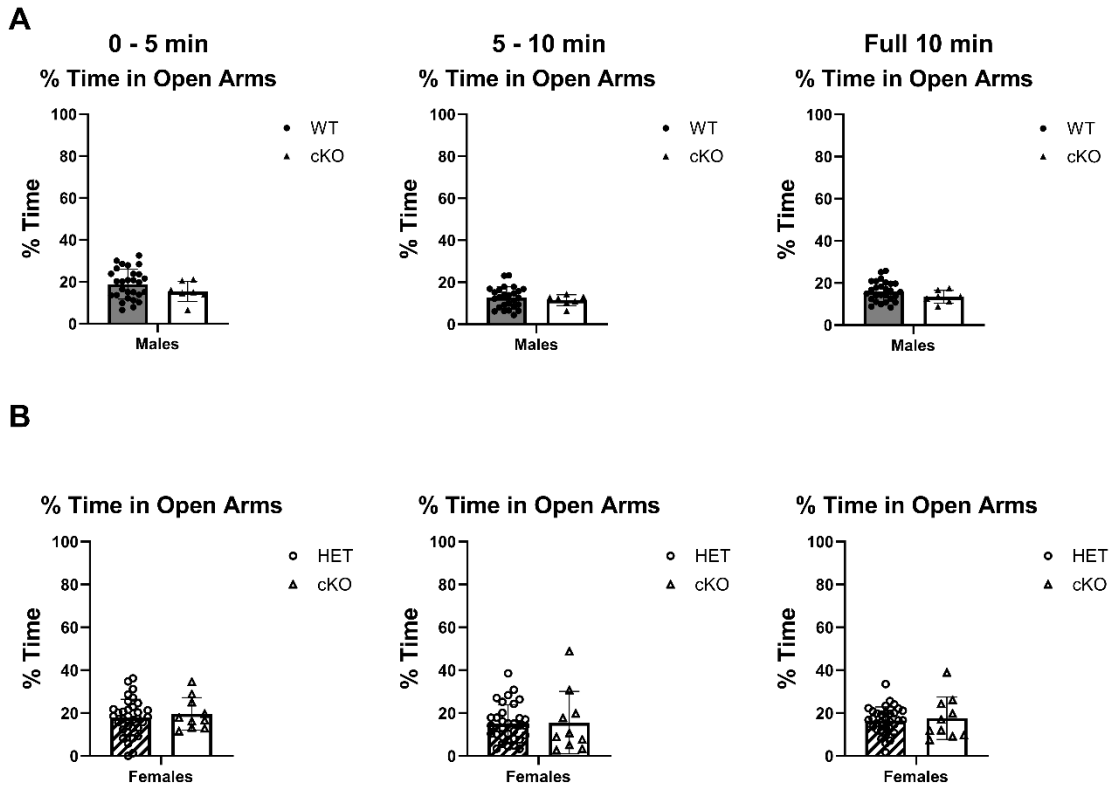 A
0 - 5 min
% Time in Open Arms
100
80
60
40
20
0
% Time
WT
cKO
Males
5 - 10 min
% Time in Open Arms
100
80
60
40
20
0
% Time
WT
cKO
Males
Full 10 min
% Time in Open Arms
100
80
60
40
20
0
% Time
WT
cKO
Males
B
% Time in Open Arms
100
80
60
40
20
0
% Time
HET
cKO
Females
% Time in Open Arms
100
80
60
40
20
0
% Time
HET
cKO
Females
% Time in Open Arms
100
80
60
40
20
0
% Time
HET
cKO
Females